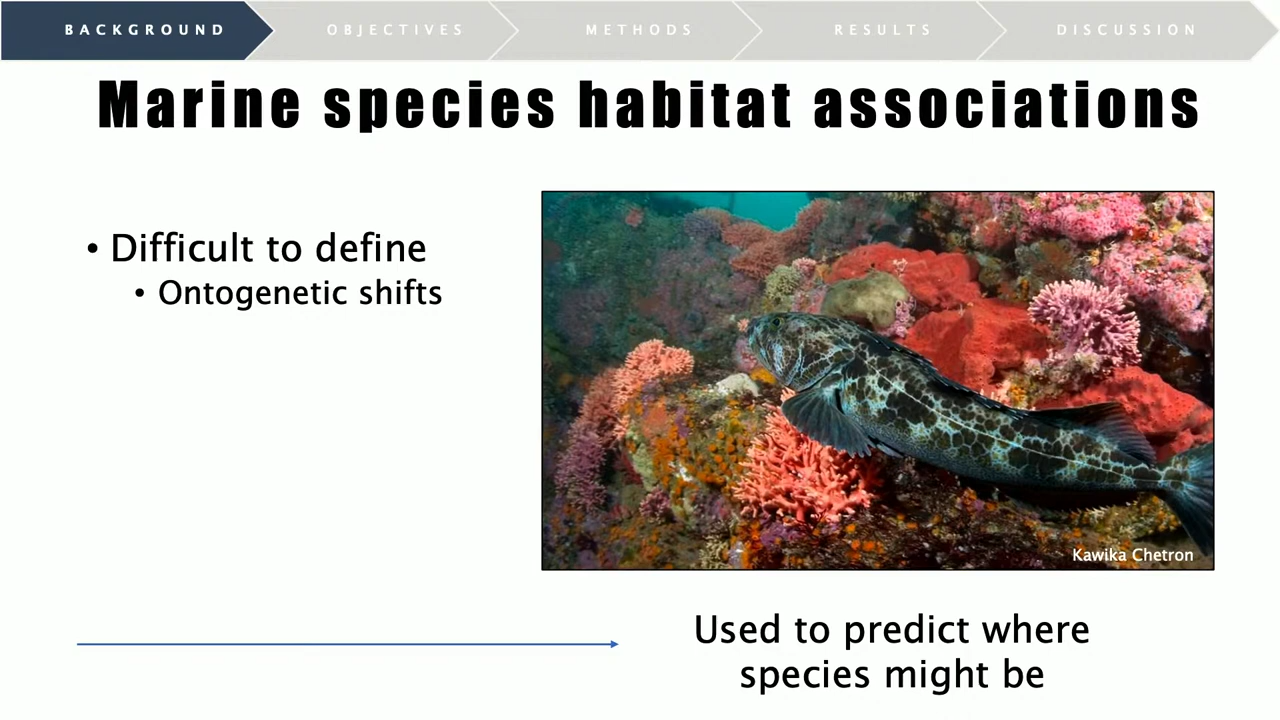 BACKGROUND
OBJECTIVES
METHODS
RESULTS
DISCUSSION
Marine species habitat associations
• Difficult to define
• Ontogenetic shifts
Kawika Chetron
Used to predict where
species might be